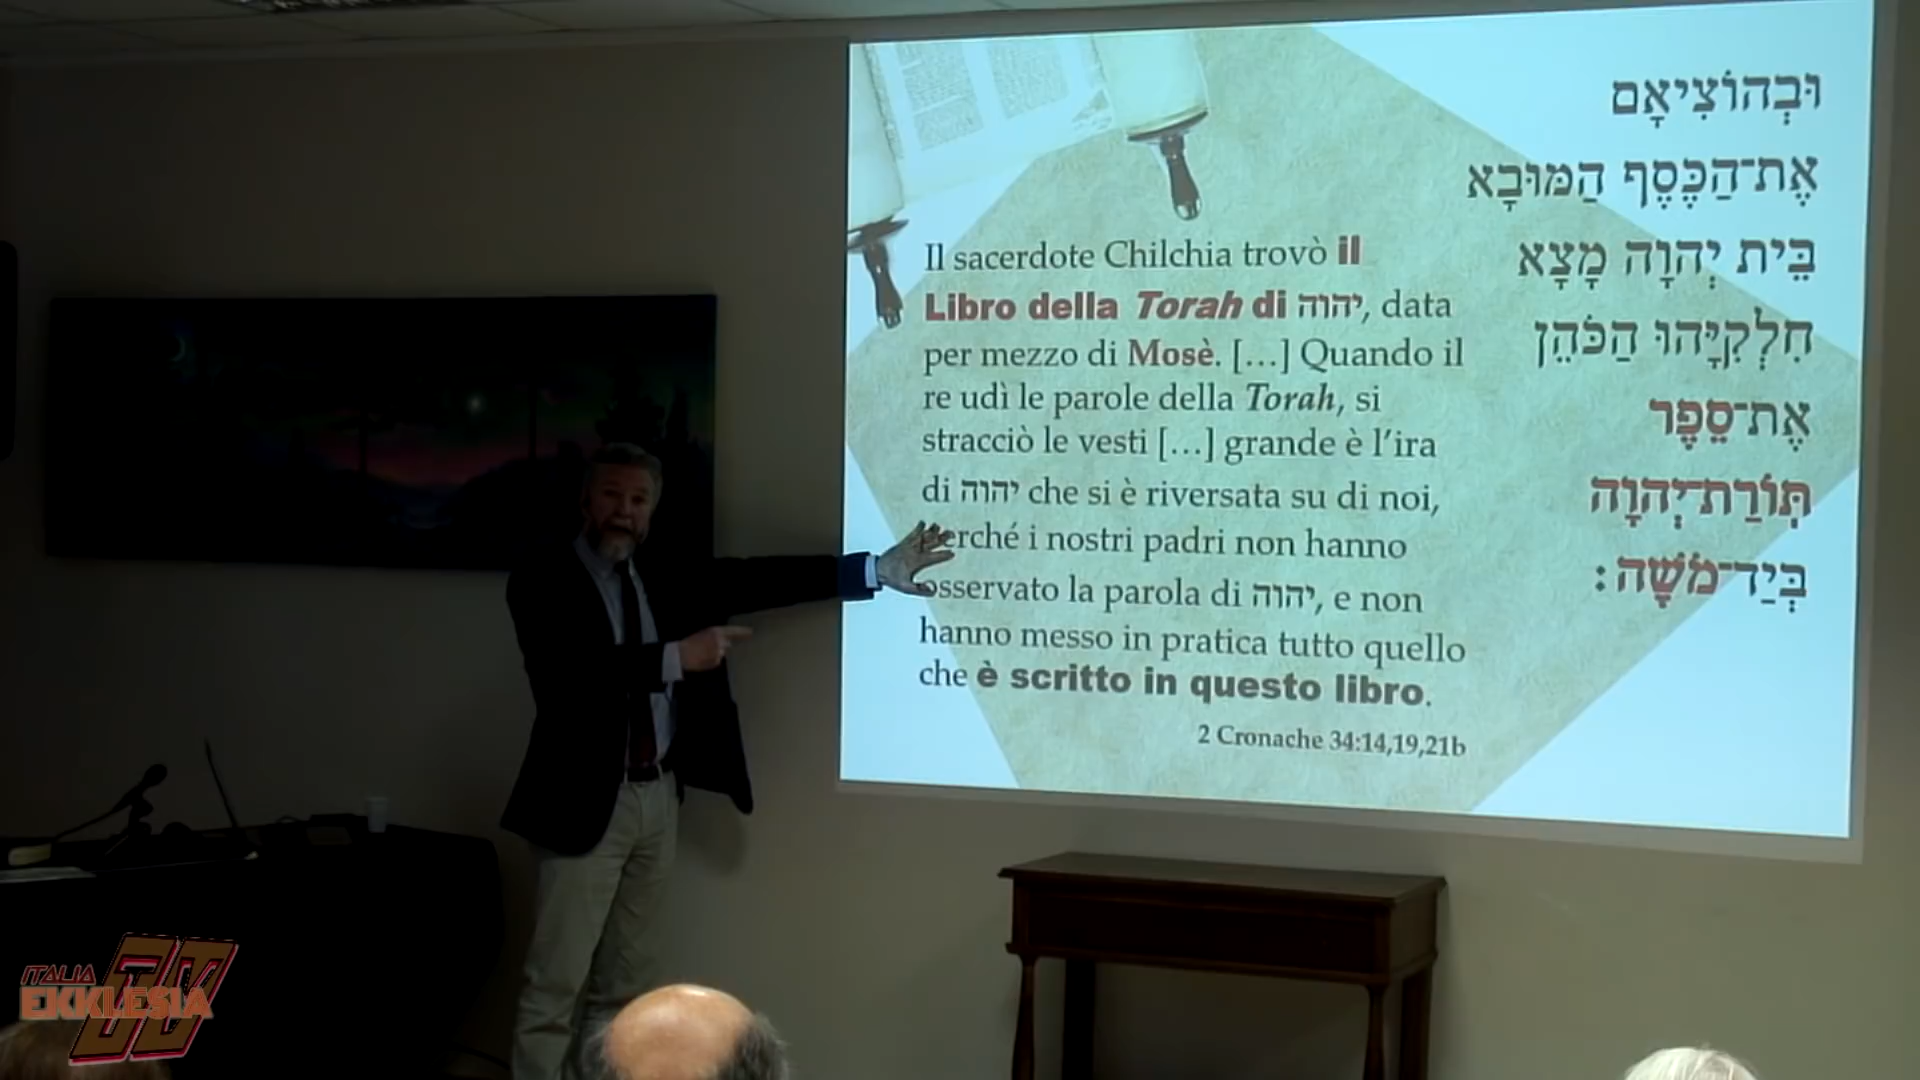 Il sacerdote Chilchia trovò il
Libro della Torah di יהוה, data
per mezzo di Mosè. […] Quando il
re udì le parole della Torah, si
stracciò le vesti […] grande è l’ira
di יהוה che si è riversata su di noi,
perché i nostri padri non hanno
osservato la parola di יהוה, e non
hanno messo in pratica tutto quello
che è scritto in questo libro.
2 Cronache 34:14,19,21b
וּבְהוֹצִיאָם
אֶת־הַכֶּסֶף הַמּוּבָא
בֵּית יְהוָה מָצָא
חִלְקִיָּהוּ הַכֹּהֵן
אֶת־סֵפֶר
תּוֹרַת־יְהוָה
בְּיַד־מֹשֶׁה׃
ITALIA
EKKLESIA
TV